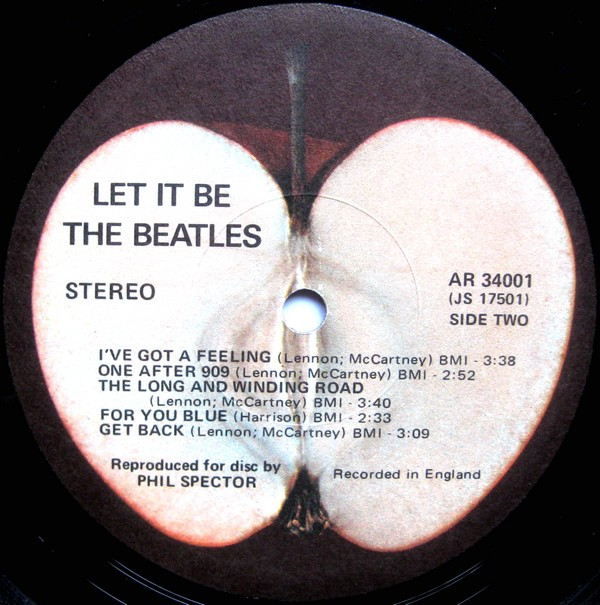 LET IT BE
THE BEATLES
STEREO
AR 34001
(JS 17501)
SIDE TWO
I'VE GOT A FEELING (Lennon; McCartney) BMI - 3:38
ONE AFTER 909 (Lennon; McCartney) BMI - 2:52
THE LONG AND WINDING ROAD
(Lennon; McCartney) BMI - 3:40
FOR YOU BLUE (Harrison) BMI - 2:33
GET BACK (Lennon; McCartney) BMI - 3:09
Reproduced for disc by
PHIL SPECTOR
Recorded in England